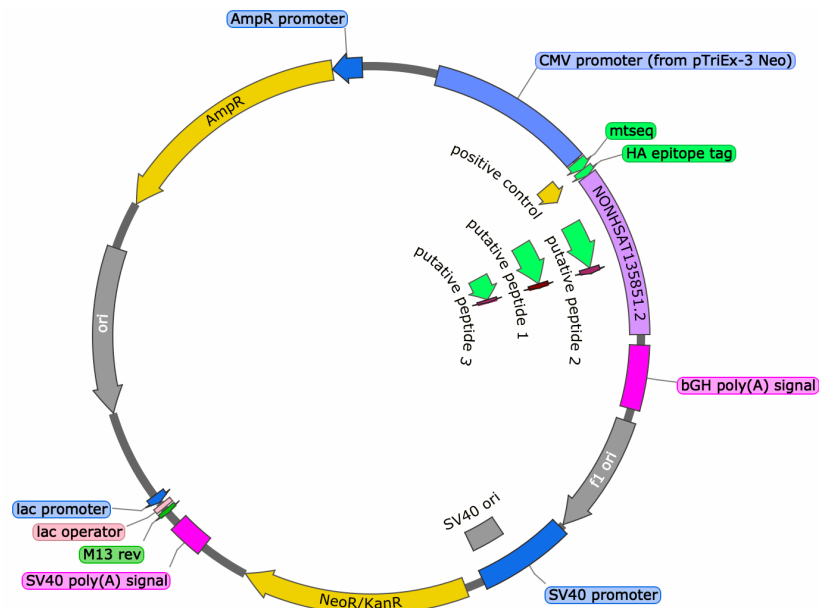 AmpR promoter
CMV promoter (from pTriEx-3 Neo)
AmpR
mtseq
HA epitope tag
positive control
NONHSAT135851.2
putative peptide 2
putative peptide 1
putative peptide 3
ori
bGH poly(A) signal
f1 ori
SV40 ori
lac promoter
lac operator
M13 rev
SV40 poly(A) signal
SV40 promoter
NeoR/KanR